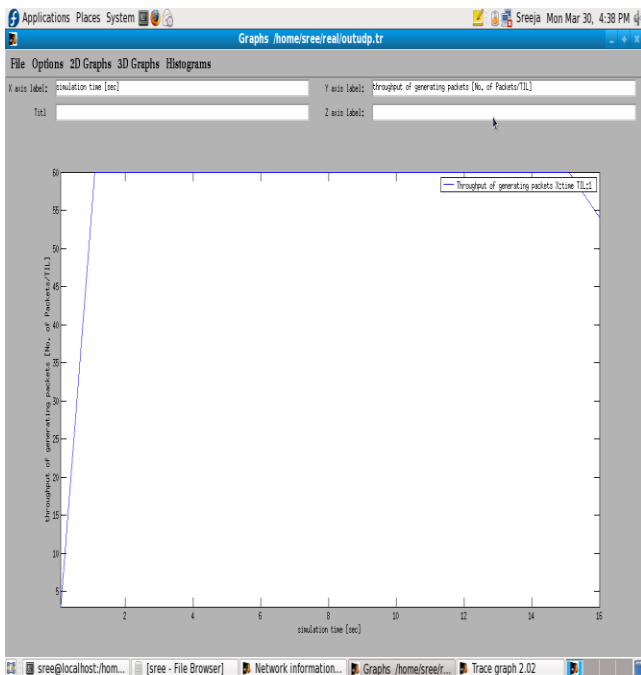 Applications Places System Sreeja Mon Mar 30, 4:38 PM
Graphs /home/sree/real/outudp.tr
File Options 2D Graphs 3D Graphs Histograms
X axis label: simulation time [sec] Y axis label: throughput of generating packets [No. of Packets/TIL]
Titl Z axis label:
Throughput of generating packets X:time TIL:1
throughput of generating packets [No. of Packets/TIL]
60
55
50
45
40
35
30
25
20
15
10
5
2 4 6 8 10 12 14 16
simulation time [sec]
sree@localhost:/hom... [sree - File Browser] Network information... Graphs /home/sree/r... Trace graph 2.02